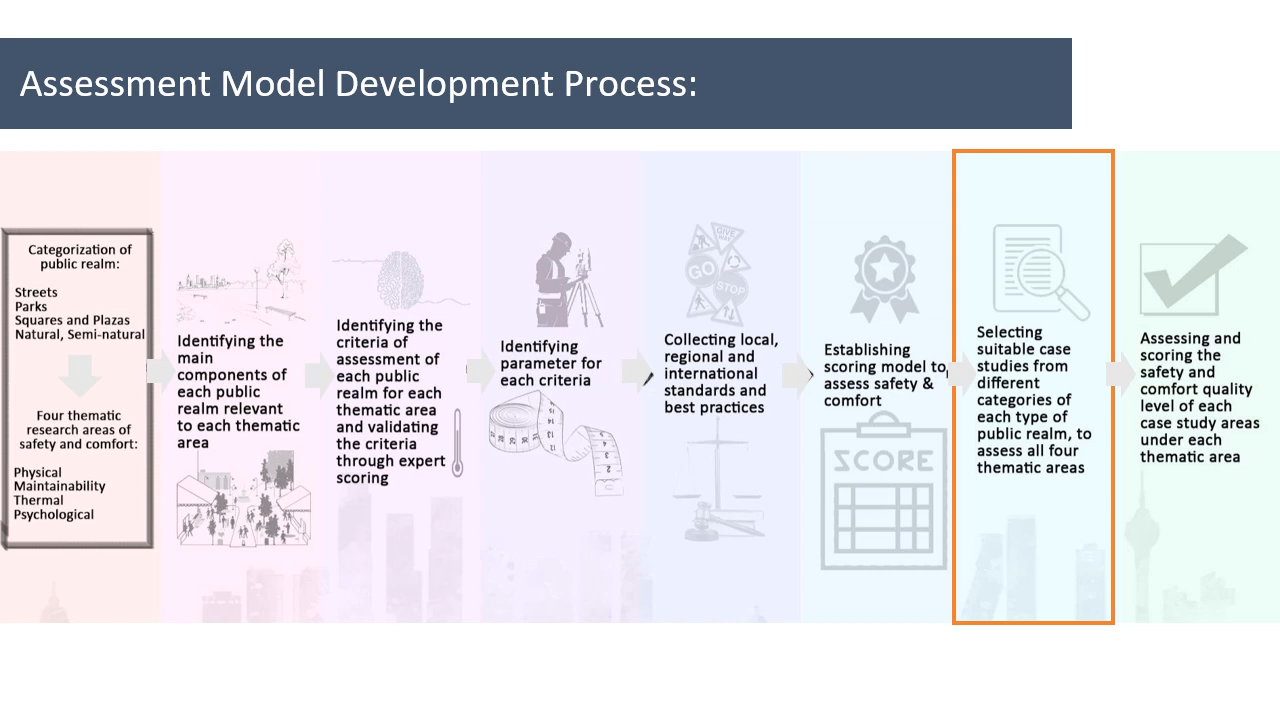 Assessment Model Development Process:
Categorization of
public realm:
Streets
Parks
Squares and Plazas
Natural, Semi-natural
Four thematic
research areas of
safety and comfort:
Physical
Maintainability
Thermal
Psychological
Identifying the
main
components of
each public
realm relevant
to each thematic
area
Identifying the
criteria of
assessment of
each public
realm for each
thematic area
and validating
the criteria
through expert
scoring
Identifying
parameter for
each criteria
GIVE
WAY
GO
STOP
Collecting local,
regional and
international
standards and
best practices
Establishing
scoring model to
assess safety &
comfort
SCORE
Selecting
suitable case
studies from
different
categories of
each type of
public realm, to
assess all four
thematic areas
Assessing and
scoring the
safety and
comfort quality
level of each
case study areas
under each
thematic area